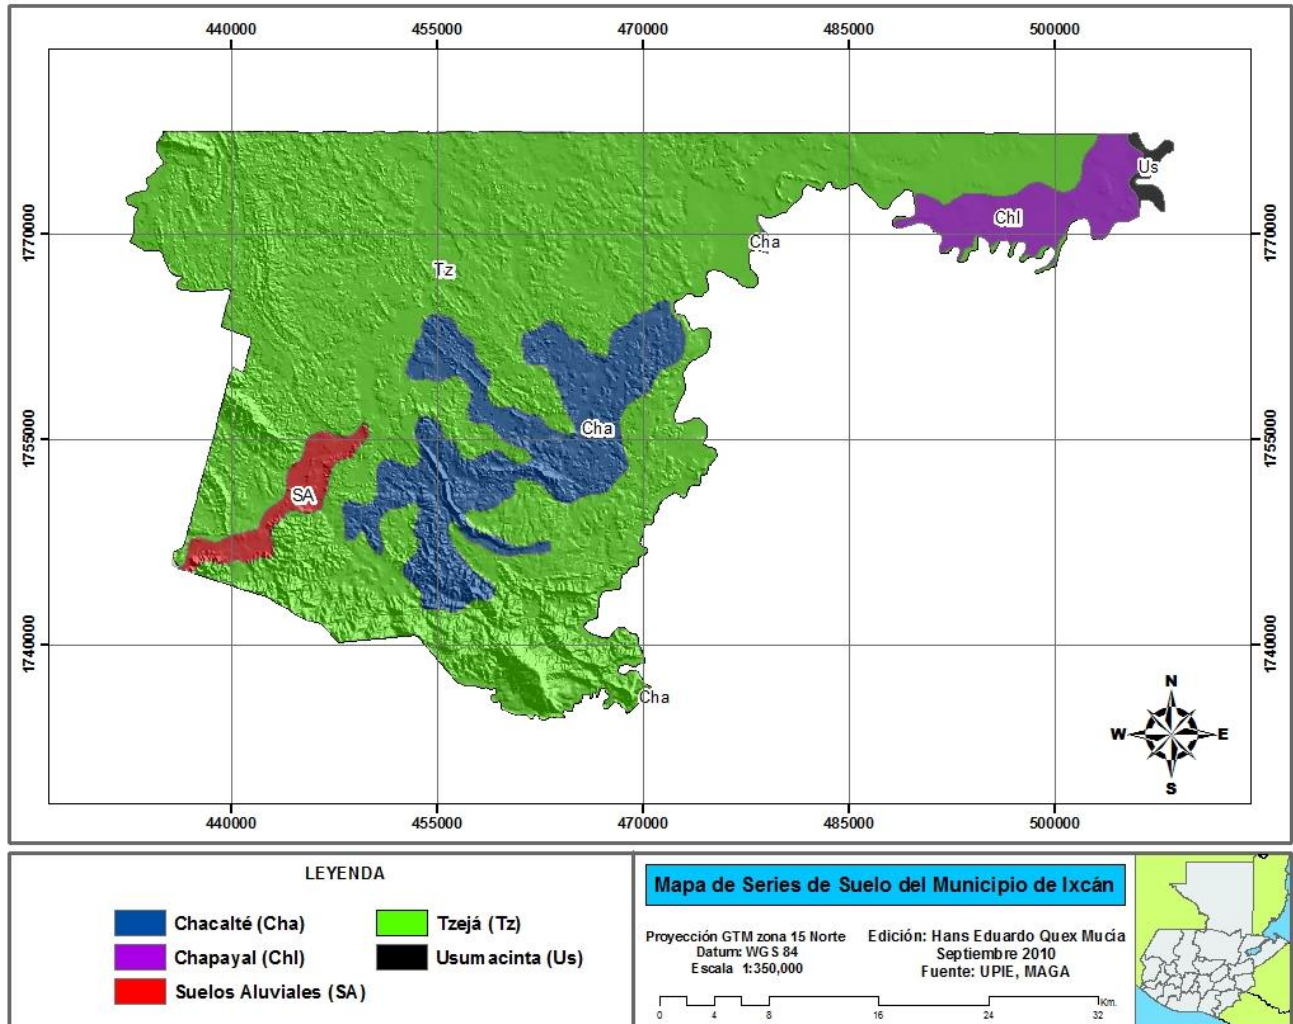 440000 455000 470000 485000 500000
Us
Chl
1770000 1770000
Cha
Tz
Cha
1755000 1755000
SA
1740000 1740000
Cha
N
W E
S
440000 455000 470000 485000 500000
LEYENDA
Chacalté (Cha)
Tzejá (Tz)
Chapayal (Chl)
Usumacinta (Us)
Suelos Aluviales (SA)
Mapa de Series de Suelo del Municipio de Ixcán
Proyección GTM zona 15 Norte
Datum: WGS 84
Escala 1:350,000
Edición: Hans Eduardo Quex Mucia
Septiembre 2010
Fuente: UPIE, MAGA
Km.
0 4 8 16 24 32